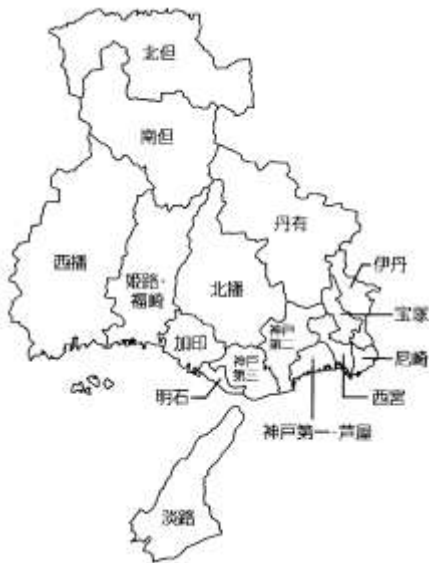 北但
南但
丹有
西播
姫路・
福崎
北播
伊丹
宝塚
神戸
第二
加印
神戸
第三
尼崎
明石
西宮
神戸第一・芦屋
淡路